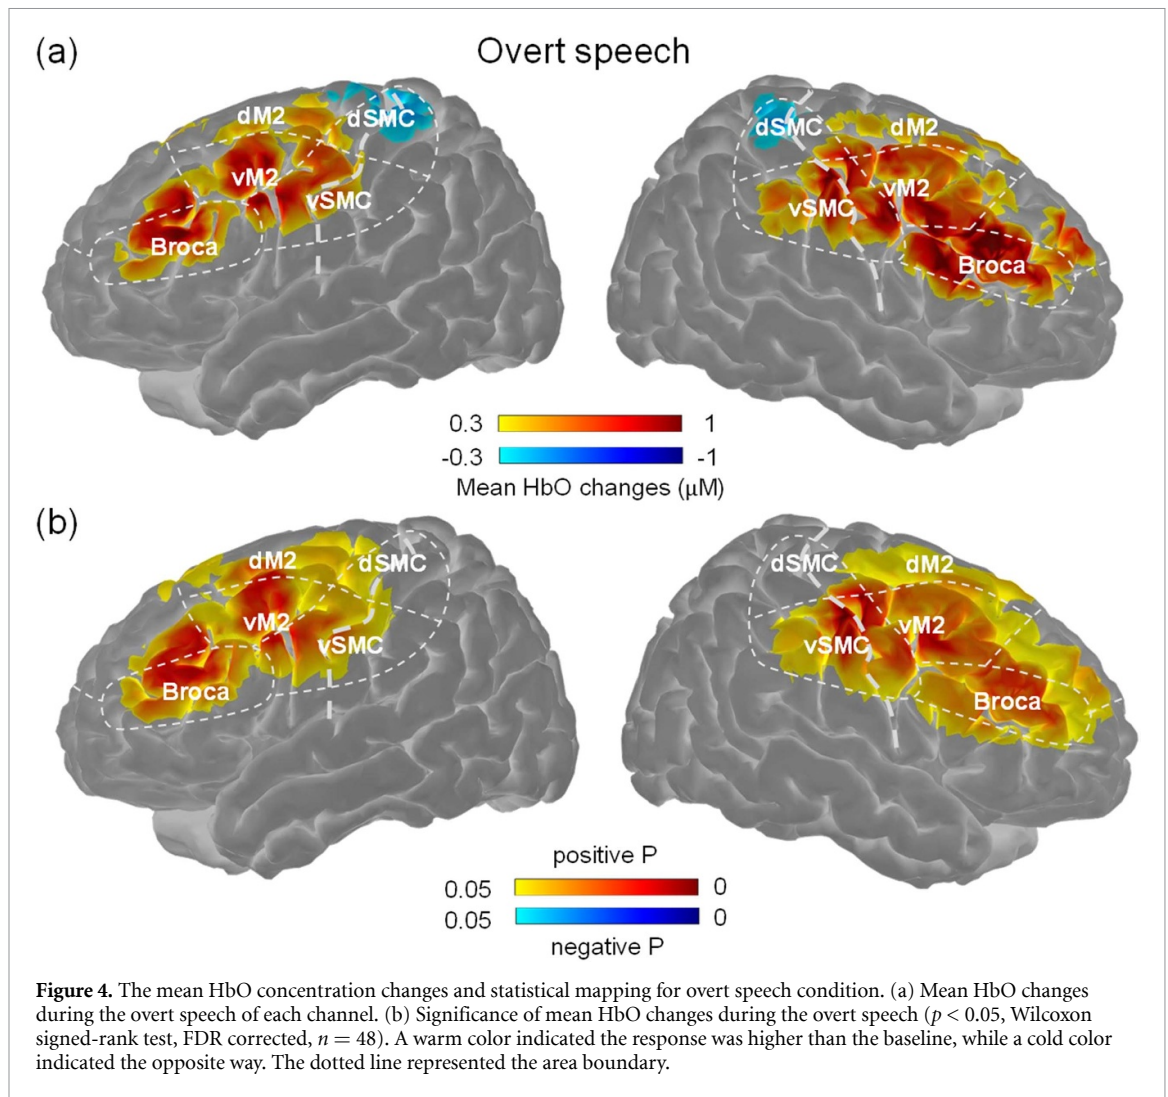 (a)
Overt speech
dM2
dSMC
vM2
vSMC
Broca
dSMC
dM2
vM2
vSMC
Broca
0.3 1
-0.3 -1
Mean HbO changes (μM)
(b)
dM2
dSMC
vM2
vSMC
Broca
dSMC
dM2
vM2
vSMC
Broca
positive P
0.05 0
0.05 0
negative P
Figure 4. The mean HbO concentration changes and statistical mapping for overt speech condition. (a) Mean HbO changes
during the overt speech of each channel. (b) Significance of mean HbO changes during the overt speech (p < 0.05, Wilcoxon
signed-rank test, FDR corrected, n = 48). A warm color indicated the response was higher than the baseline, while a cold color
indicated the opposite way. The dotted line represented the area boundary.